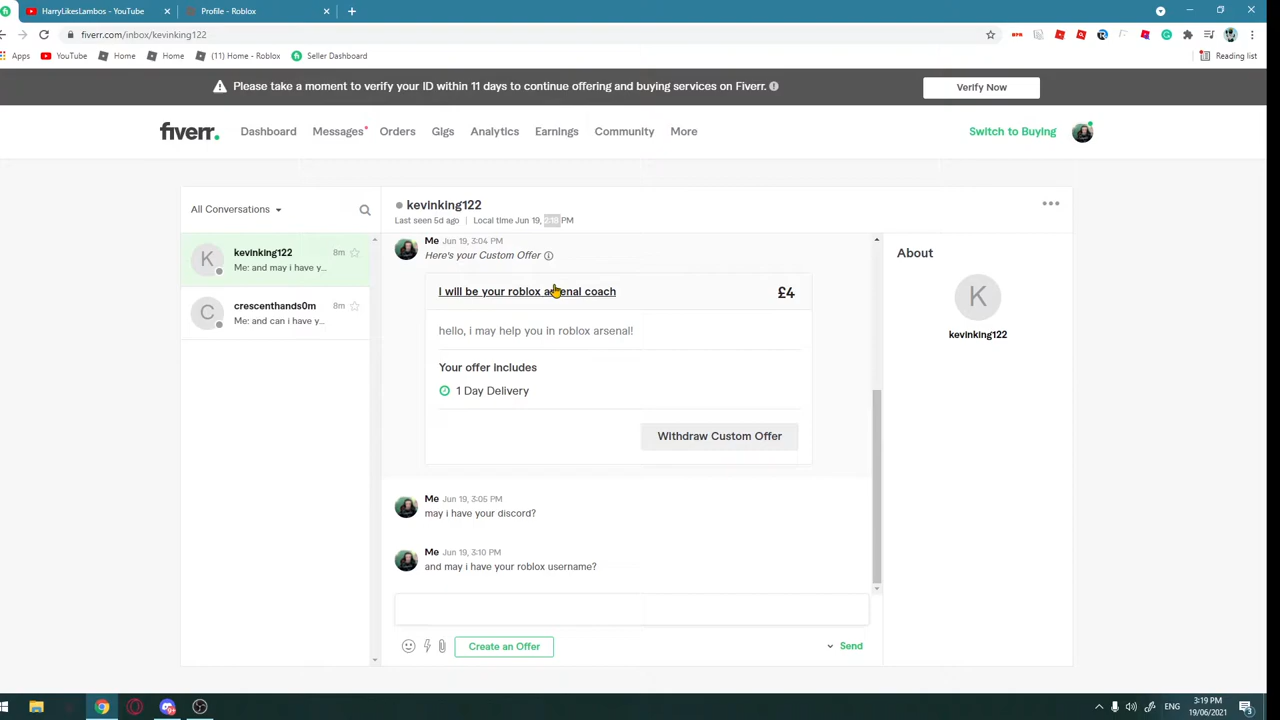 HarryLikesLambos - YouTube
Profile - Roblox
fiverr.com/inbox/kevinking122
Apps
YouTube
Home
Home
(11) Home - Roblox
Seller Dashboard
Reading list
Please take a moment to verify your ID within 11 days to continue offering and buying services on Fiverr.
Verify Now
fiverr.
Dashboard
Messages
Orders
Gigs
Analytics
Earnings
Community
More
Switch to Buying
All Conversations
kevinking122
Last seen 5d ago | Local time Jun 19, 2:18 PM
kevinking122
8m
Me: and may i have y...
crescenthands0m
8m
Me: and can i have y...
Me Jun 19, 3:04 PM
Here's your Custom Offer
I will be your roblox arsenal coach
£4
hello, i may help you in roblox arsenal!
Your offer includes
1 Day Delivery
Withdraw Custom Offer
Me Jun 19, 3:05 PM
may i have your discord?
Me Jun 19, 3:10 PM
and may i have your roblox username?
Create an Offer
Send
About
K
kevinking122
K
C
ENG
3:19 PM
19/06/2021
3